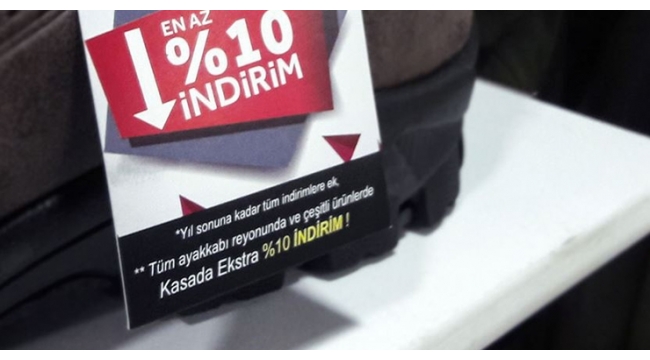 EN AZ
%10
İNDİRİM
*Yıl sonuna kadar tüm indirimlere ek,
** Tüm ayakkabı reyonunda ve çeşitli ürünlerde
Kasada Ekstra %10 İNDİRİM !